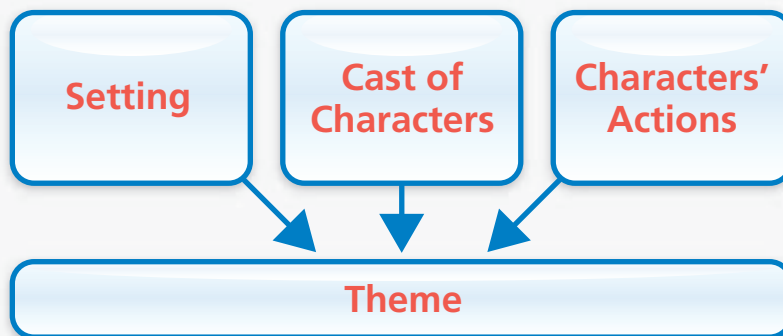 Setting
Cast of
Characters
Characters’
Actions
Theme